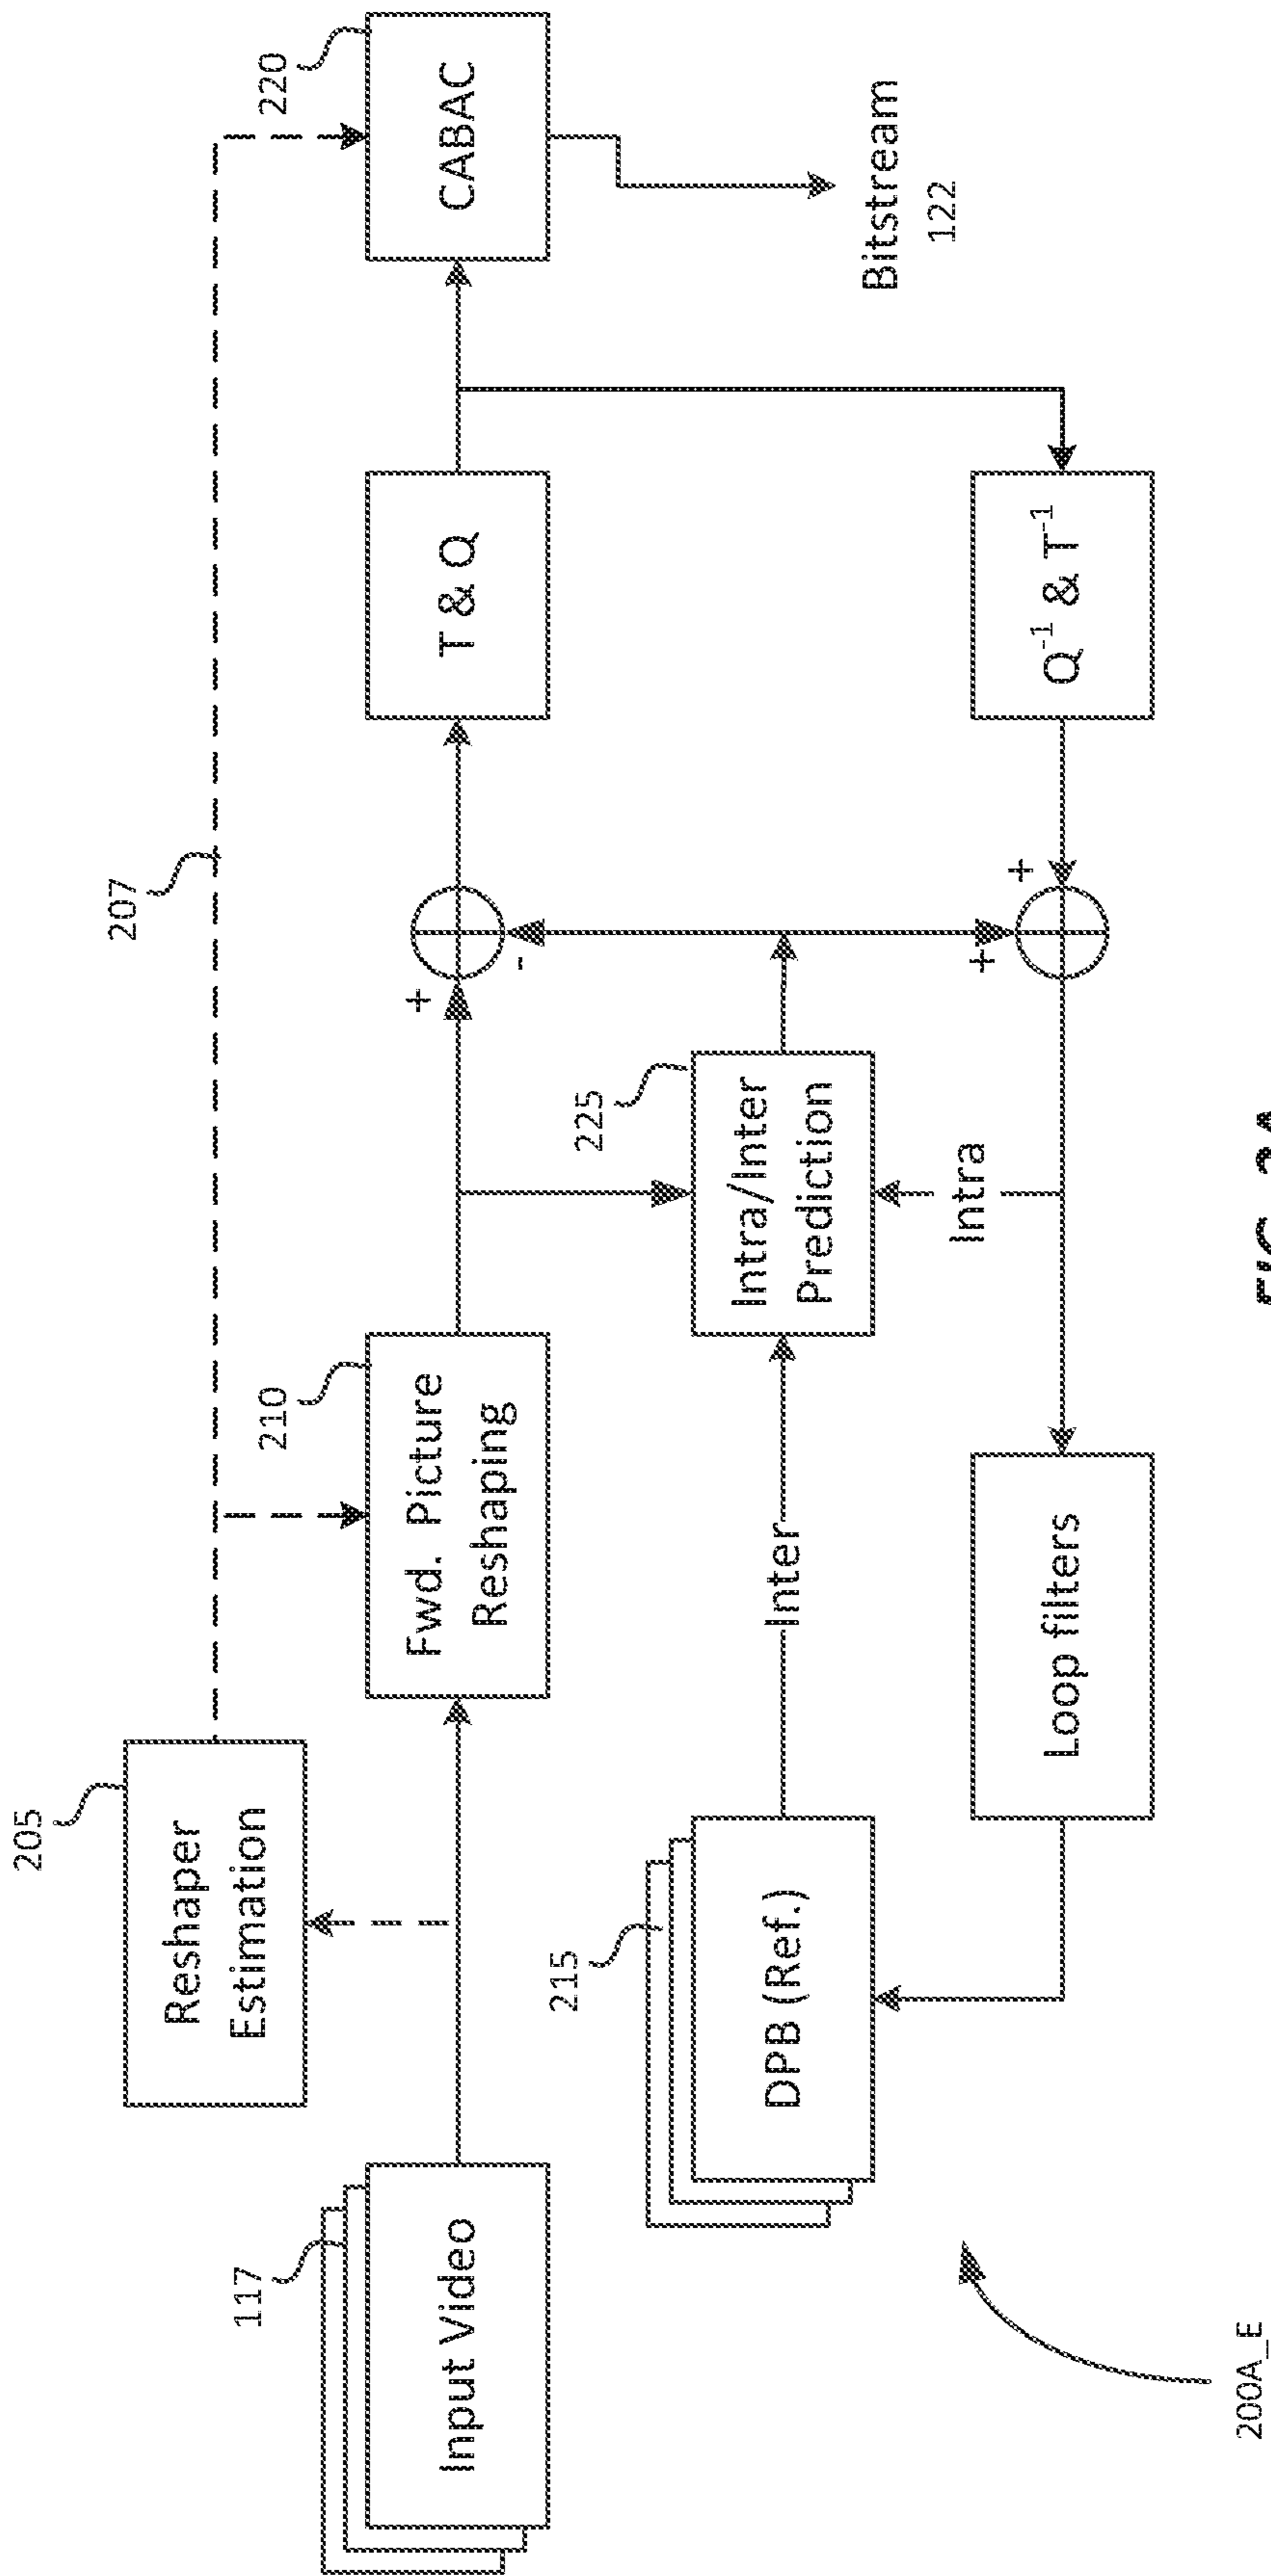 205
Reshaper
Estimation
207
117
Input Video
210
Fwd. Picture
Reshaping
+
-
T & Q
220
CABAC
Bitstream
122
215
DPB (Ref.)
Inter
225
Intra/Inter
Prediction
Intra
+
+
Q⁻¹ & T⁻¹
Loop filters
200A_E